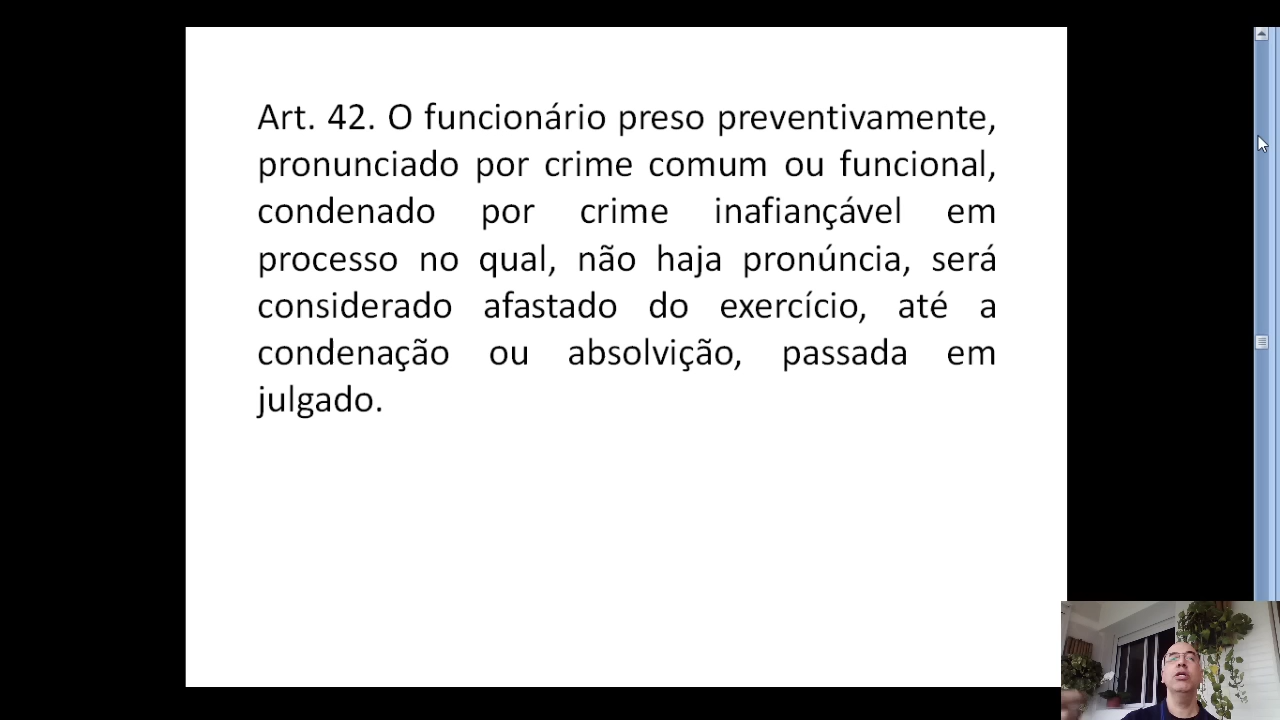 Art. 42. O funcionário preso preventivamente,
pronunciado por crime comum ou funcional,
condenado por crime inafiançável em
processo no qual, não haja pronúncia, será
considerado afastado do exercício, até a
condenação ou absolvição, passada em
julgado.